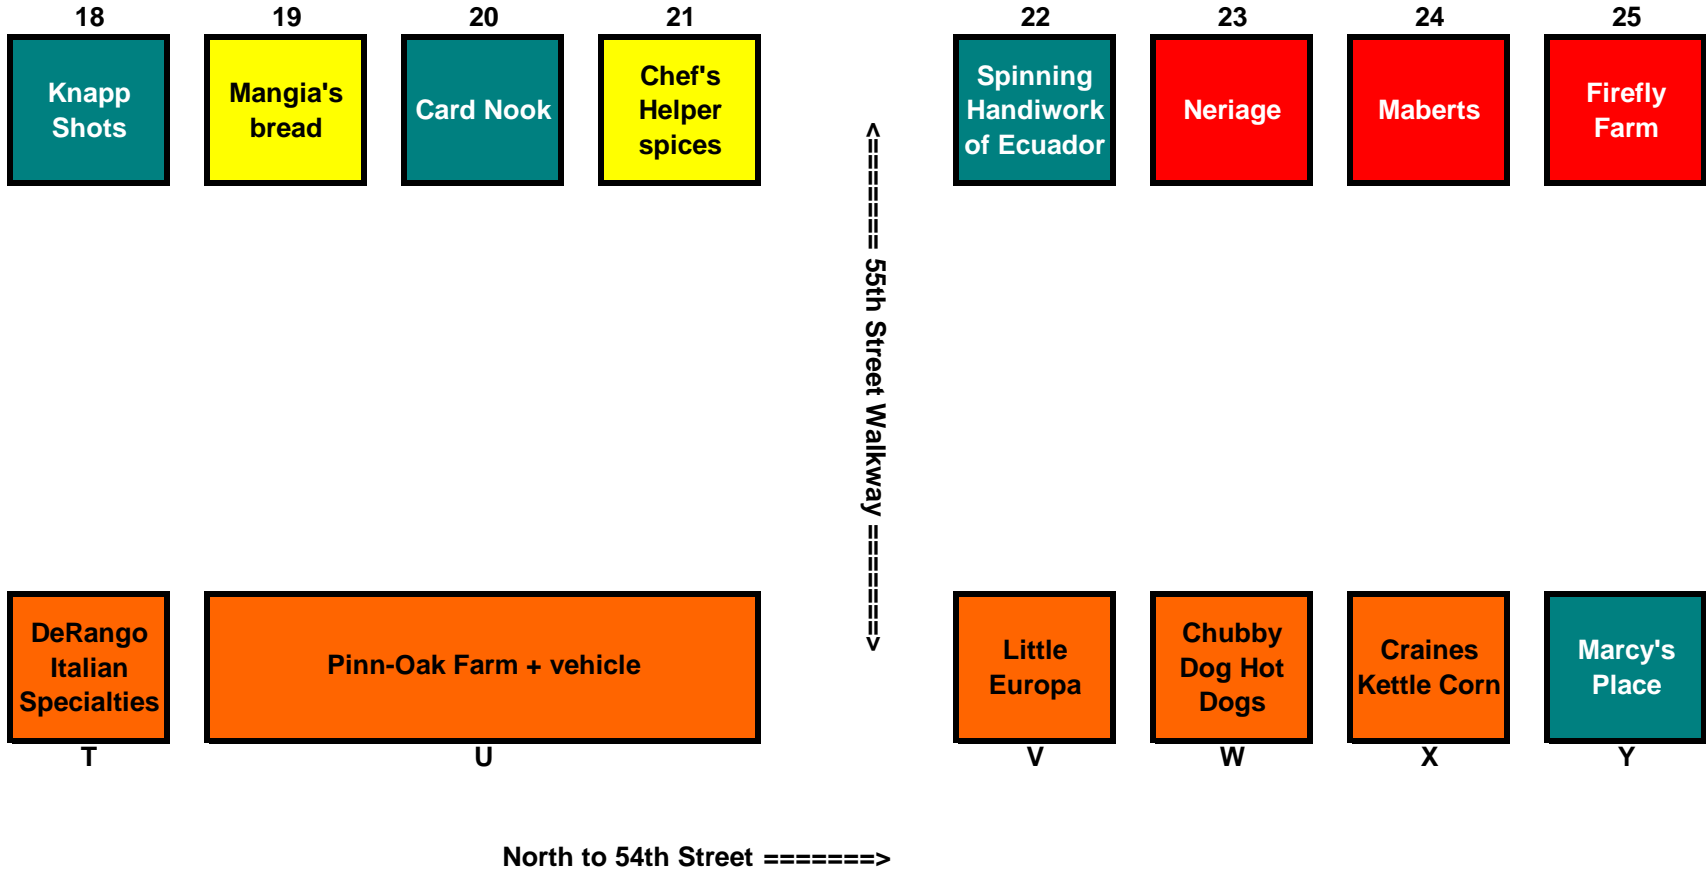 18 19 20 21 22 23 24 25
Knapp
Shots
Mangia's
bread
Card Nook
Chef's
Helper
spices
Spinning
Handiwork
of Ecuador
Neriage
Maberts
Firefly
Farm
<======== 55th Street Walkway ========>
DeRango
Italian
Specialties
Pinn-Oak Farm + vehicle
Little
Europa
Chubby
Dog Hot
Dogs
Craines
Kettle Corn
Marcy's
Place
T U V W X Y
North to 54th Street =======>